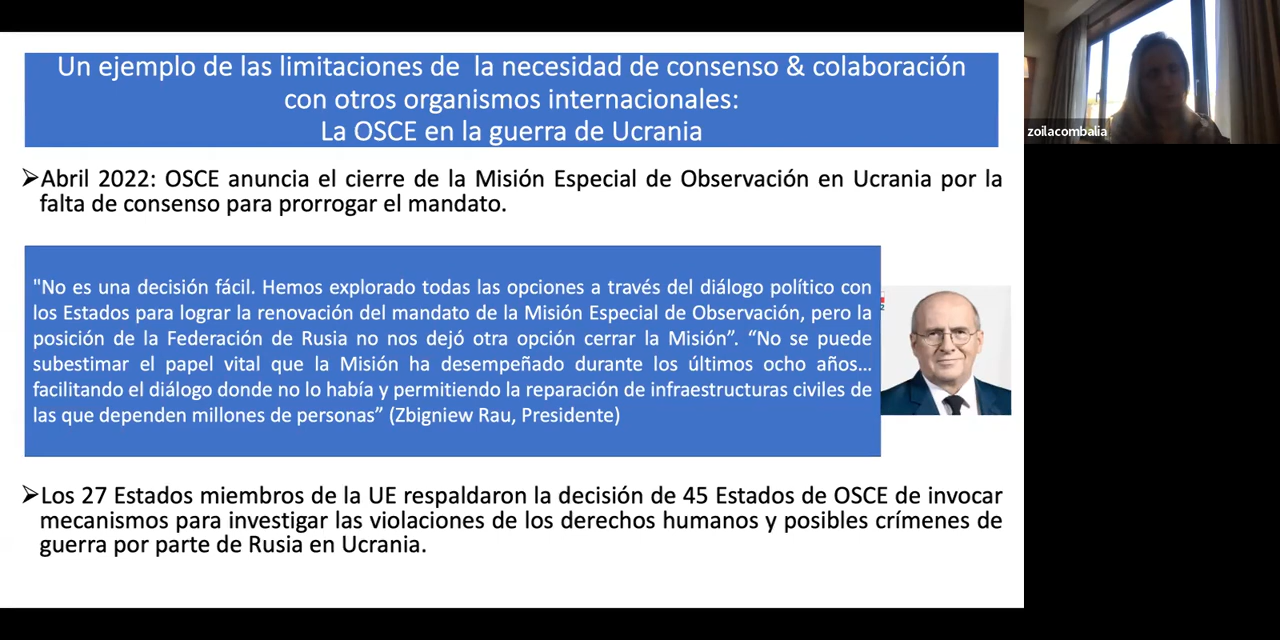 Un ejemplo de las limitaciones de la necesidad de consenso & colaboración
con otros organismos internacionales:
La OSCE en la guerra de Ucrania
➢Abril 2022: OSCE anuncia el cierre de la Misión Especial de Observación en Ucrania por la
falta de consenso para prorrogar el mandato.
"No es una decisión fácil. Hemos explorado todas las opciones a través del diálogo político con
los Estados para lograr la renovación del mandato de la Misión Especial de Observación, pero la
posición de la Federación de Rusia no nos dejó otra opción cerrar la Misión”. “No se puede
subestimar el papel vital que la Misión ha desempeñado durante los últimos ocho años...
facilitando el diálogo donde no lo había y permitiendo la reparación de infraestructuras civiles de
las que dependen millones de personas” (Zbigniew Rau, Presidente)
➢Los 27 Estados miembros de la UE respaldaron la decisión de 45 Estados de OSCE de invocar
mecanismos para investigar las violaciones de los derechos humanos y posibles crímenes de
guerra por parte de Rusia en Ucrania.
zoilacombalia